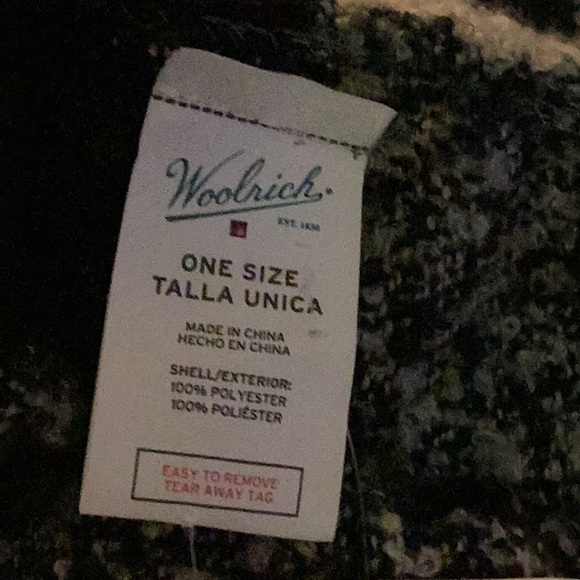 Woolrich.
EST. 1830
ONE SIZE
TALLA UNICA
MADE IN CHINA
HECHO EN CHINA
SHELL/EXTERIOR:
100% POLYESTER
100% POLIÉSTER
EASY TO REMOVE
TEAR AWAY TAG